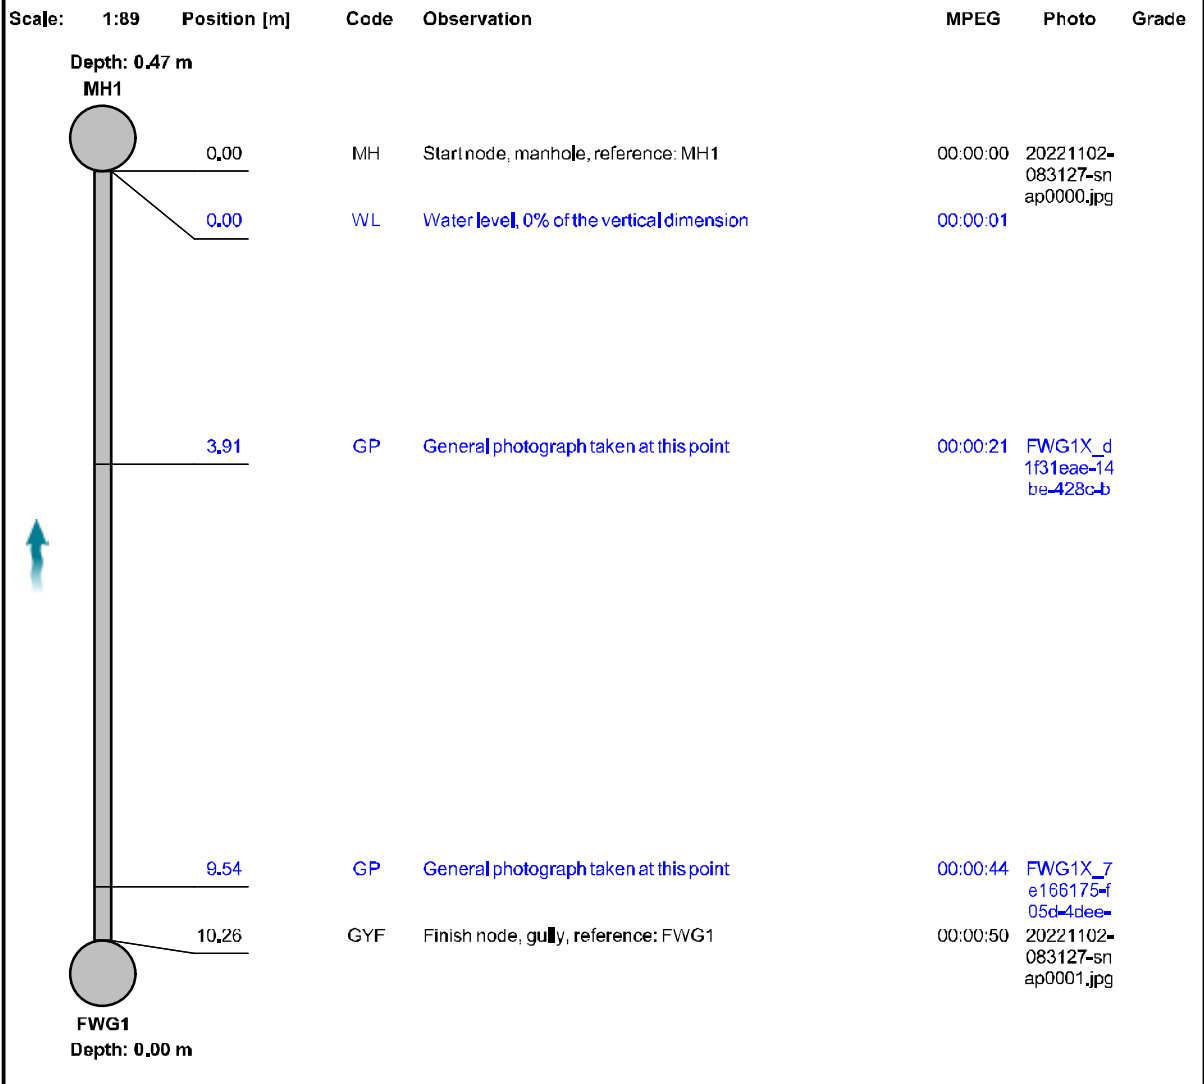 Scale: 1:89 Position [m] Code Observation MPEG Photo Grade
Depth: 0.47 m
MH1
0.00 MH Start node, manhole, reference: MH1 00:00:00 20221102-
083127-sn
ap0000.jpg
0.00 WL Water level, 0% of the vertical dimension 00:00:01
3.91 GP General photograph taken at this point 00:00:21 FWG1X_d
1f31eae-14
be-428c-b
9.54 GP General photograph taken at this point 00:00:44 FWG1X_7
e166175-f
05d-4dee-
10.26 GYF Finish node, gully, reference: FWG1 00:00:50 20221102-
083127-sn
ap0001.jpg
FWG1
Depth: 0.00 m